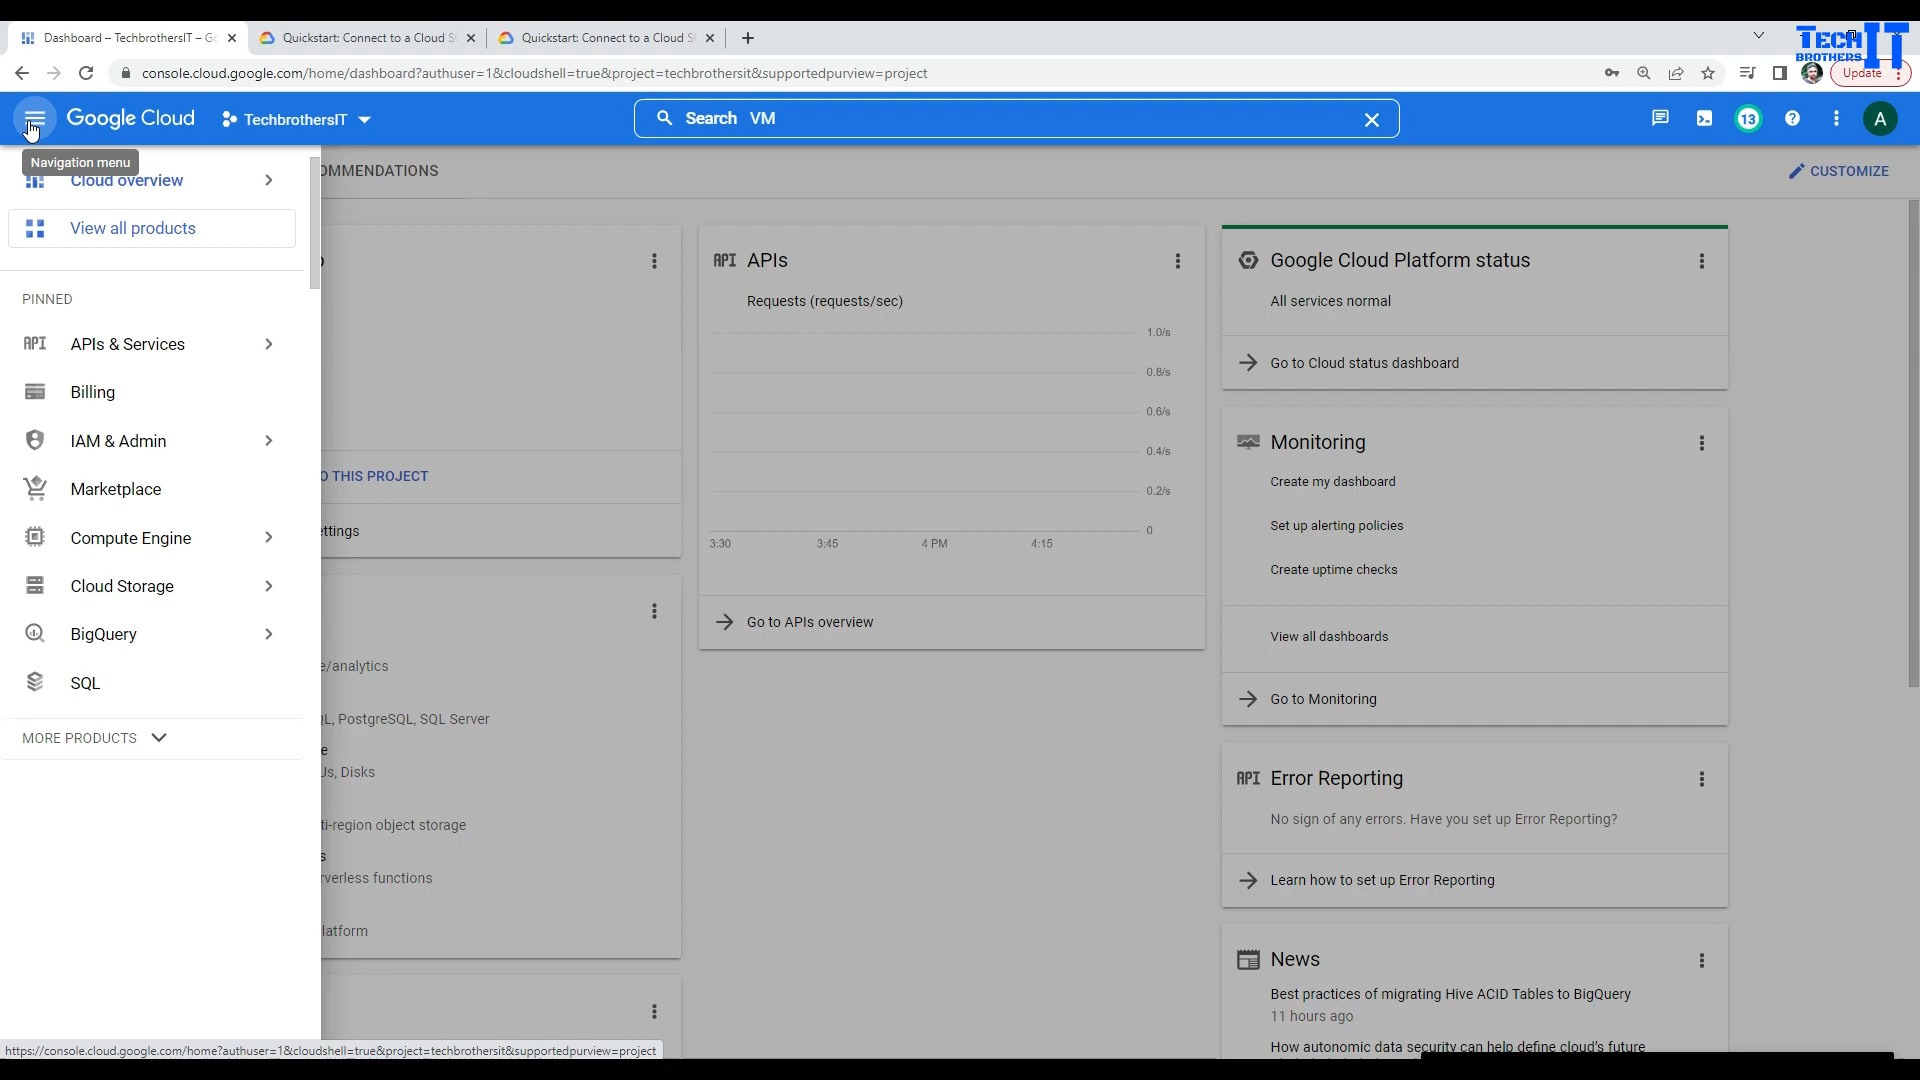 Dashboard – TechbrothersIT – Go
Quickstart: Connect to a Cloud S
Quickstart: Connect to a Cloud S
TECH IT
BROTHERS
console.cloud.google.com/home/dashboard?authuser=1&cloudshell=true&project=techbrothersit&supportedpurview=project
Update
Google Cloud
TechbrothersIT
Search VM
13
A
Navigation menu
Cloud overview
View all products
PINNED
API APIs & Services
Billing
IAM & Admin
Marketplace
Compute Engine
Cloud Storage
BigQuery
SQL
MORE PRODUCTS
OMMENDATIONS
CUSTOMIZE
O THIS PROJECT
ettings
e/analytics
L, PostgreSQL, SQL Server
e
Us, Disks
ti-region object storage
s
rverless functions
latform
API APIs
Requests (requests/sec)
1.0/s
0.8/s
0.6/s
0.4/s
0.2/s
0
3:30 3:45 4 PM 4:15
Go to APIs overview
Google Cloud Platform status
All services normal
Go to Cloud status dashboard
Monitoring
Create my dashboard
Set up alerting policies
Create uptime checks
View all dashboards
Go to Monitoring
API Error Reporting
No sign of any errors. Have you set up Error Reporting?
Learn how to set up Error Reporting
News
Best practices of migrating Hive ACID Tables to BigQuery
11 hours ago
How autonomic data security can help define cloud's future
https://console.cloud.google.com/home?authuser=1&cloudshell=true&project=techbrothersit&supportedpurview=project